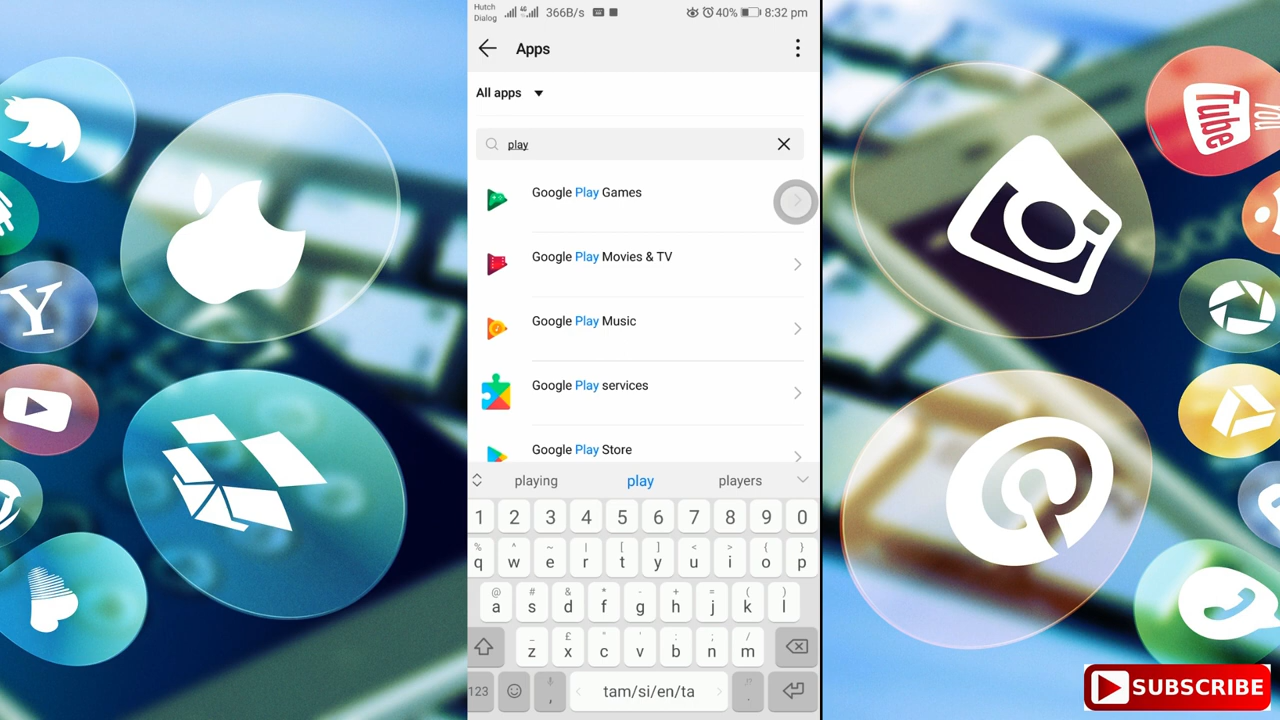 Hutch
Dialog
4G
366B/s
40%
8:32 pm
Apps
All apps
play
Google Play Games
Google Play Movies & TV
Google Play Music
Google Play services
Google Play Store
playing play players
1 2 3 4 5 6 7 8 9 0
% ^ ~ | [ ] < > { }
q w e r t y u i o p
@ # & * - + = ( )
a s d f g h j k l
_ £ " ' : ; /
z x c v b n m
123 , tam/si/en/ta .
You
Tube
Y
SUBSCRIBE